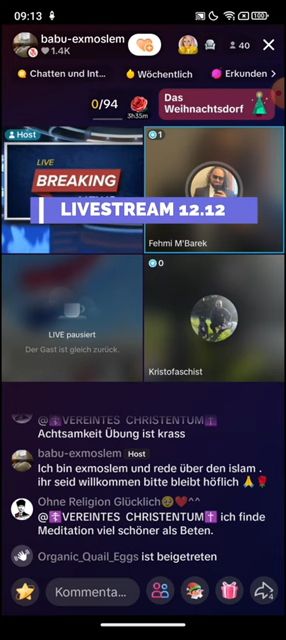 09:13
100
babu-exmoslem
1.4K
40
Chatten und Int...
Wöchentlich
Erkunden
0/94
3h35m
Das
Weihnachtsdorf
Host
1
LIVE
BREAKING
LIVESTREAM 12.12
Fehmi M'Barek
0
LIVE pausiert
Der Gast ist gleich zurück.
Kristofaschist
@✝️VEREINTES CHRISTENTUM✝️
Achtsamkeit Übung ist krass
babu-exmoslem Host
Ich bin exmoslem und rede über den islam .
ihr seid willkommen bitte bleibt höflich 🙏🌹
Ohne Religion Glücklich🥹❤️^^
@✝️VEREINTES CHRISTENTUM✝️ ich finde
Meditation viel schöner als Beten.
Organic_Quail_Eggs ist beigetreten
Kommenta...
4